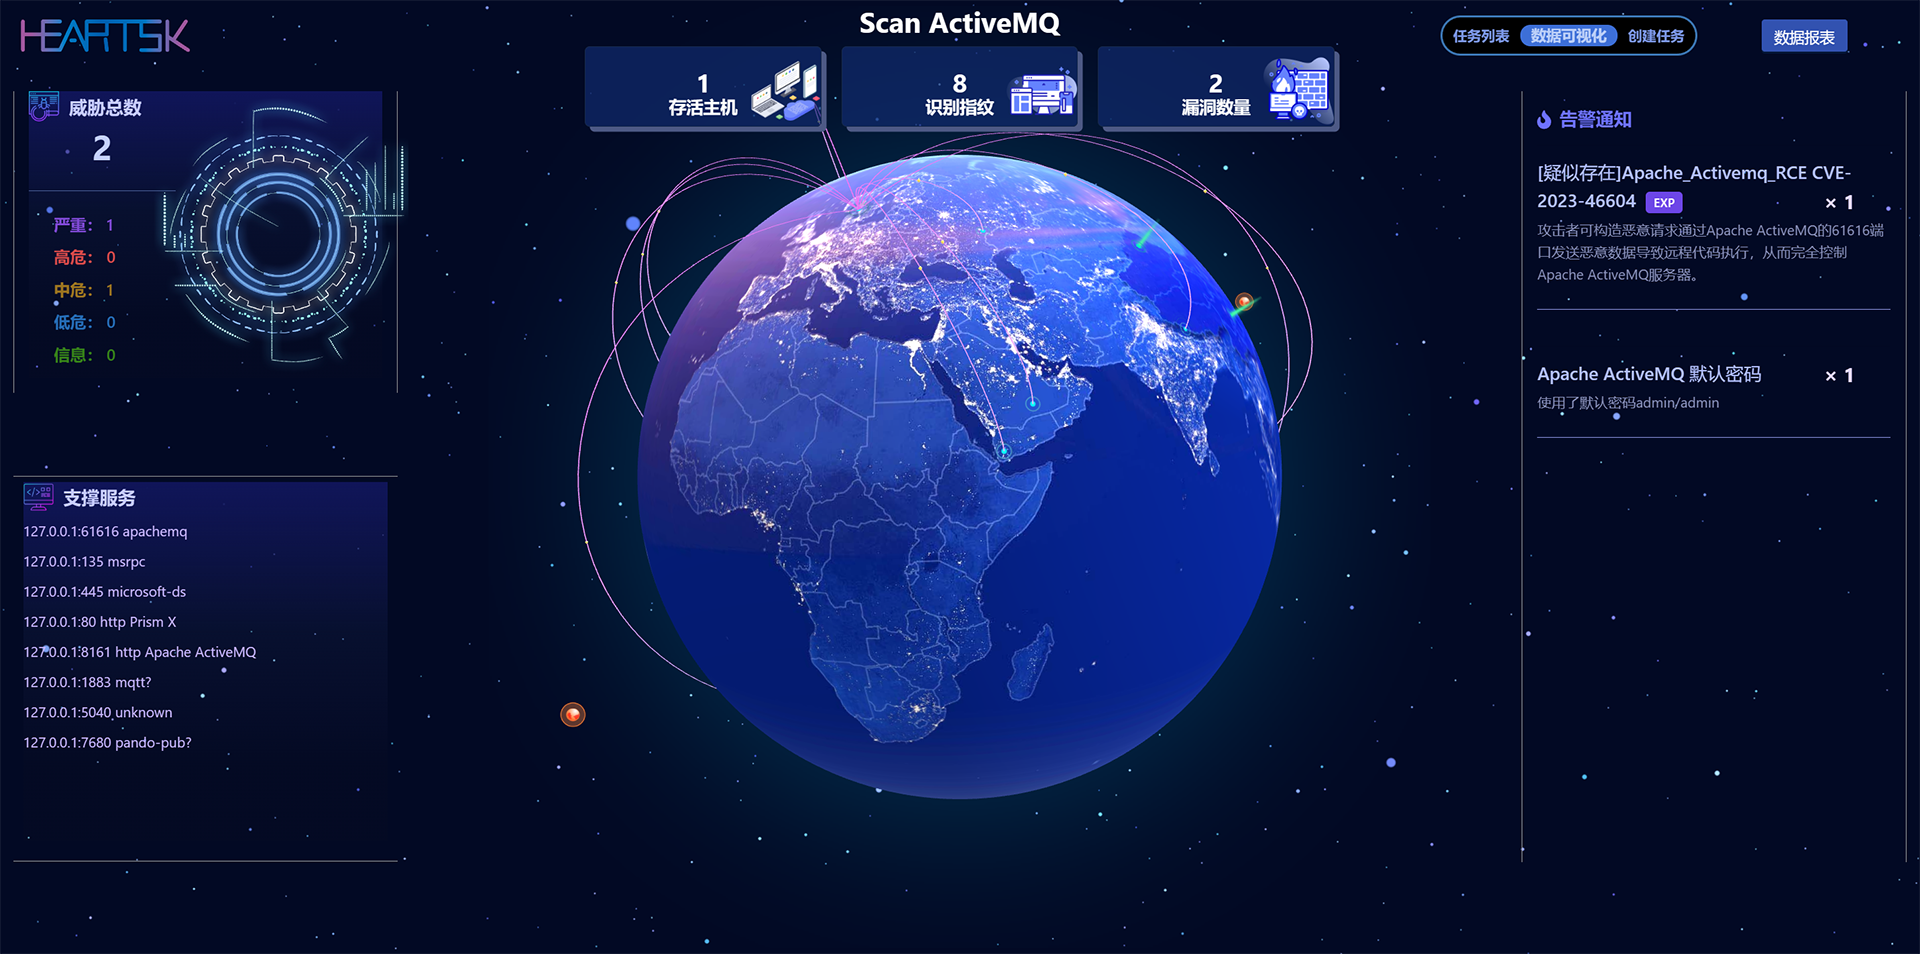 HEARTSK
Scan ActiveMQ
任务列表 数据可视化 创建任务
数据报表
1
存活主机
8
识别指纹
2
漏洞数量
威胁总数
2
严重： 1
高危： 0
中危： 1
低危： 0
信息： 0
支撑服务
127.0.0.1:61616 apachemq
127.0.0.1:135 msrpc
127.0.0.1:445 microsoft-ds
127.0.0.1:80 http Prism X
127.0.0.1:8161 http Apache ActiveMQ
127.0.0.1:1883 mqtt?
127.0.0.1:5040 unknown
127.0.0.1:7680 pando-pub?
告警通知
[疑似存在]Apache_Activemq_RCE CVE-
2023-46604 EXP × 1
攻击者可构造恶意请求通过Apache ActiveMQ的61616端
口发送恶意数据导致远程代码执行，从而完全控制
Apache ActiveMQ服务器。
Apache ActiveMQ 默认密码 × 1
使用了默认密码admin/admin